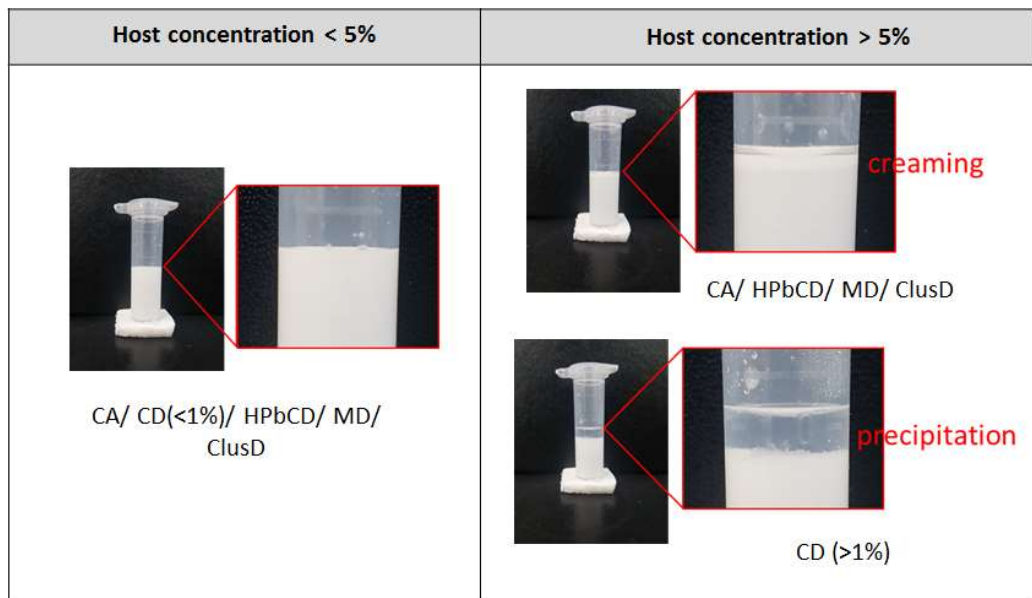 Host concentration < 5%
Host concentration > 5%
CA/ CD(<1%)/ HPbCD/ MD/
ClusD
creaming
CA/ HPbCD/ MD/ ClusD
precipitation
CD (>1%)